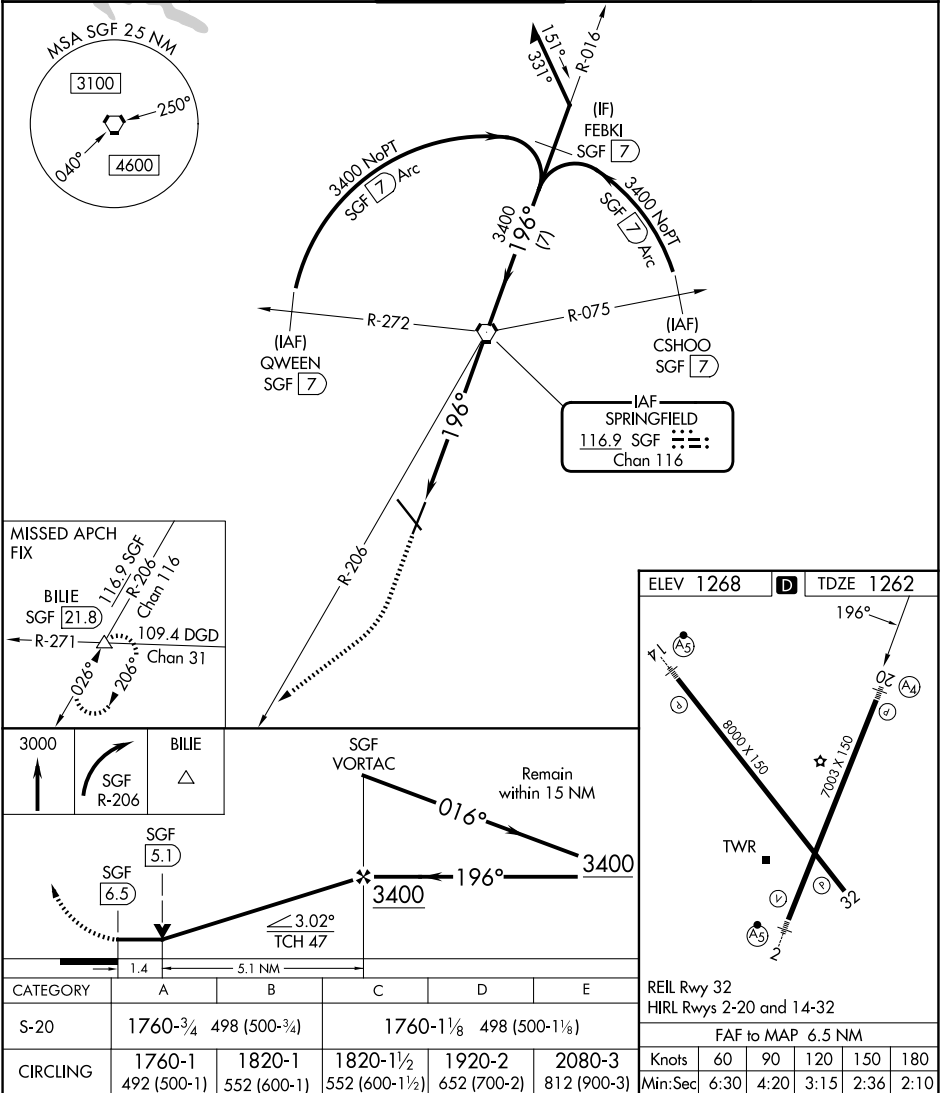 MSA SGF 25 NM
3100
250°
040°
4600
151°
331°
R-016
(IF)
FEBKI
SGF 7
3400 NoPT
SGF 7 Arc
3400 NoPT
SGF 7 Arc
3400
196°
(7)
R-272
R-075
(IAF)
QWEEN
SGF 7
(IAF)
CSHOO
SGF 7
IAF
SPRINGFIELD
116.9 SGF
Chan 116
196°
R-206
MISSED APCH
FIX
116.9 SGF
R-206
Chan 116
BILIE
SGF 21.8
R-271
109.4 DGD
Chan 31
026°
206°
ELEV 1268 D TDZE 1262
196°
A5
14
P
20
A4
P
8000 X 150
7003 X 150
TWR
V
P
32
A5
2
REIL Rwy 32
HIRL Rwys 2-20 and 14-32
3000
SGF
R-206
BILIE
SGF
VORTAC
Remain
within 15 NM
016°
3400
196°
3400
SGF
5.1
SGF
6.5
3.02°
TCH 47
1.4
5.1 NM
CATEGORY A B C D E
S-20 1760-¾ 498 (500-¾) 1760-1⅛ 498 (500-1⅛)
CIRCLING 1760-1 1820-1 1820-1½ 1920-2 2080-3
492 (500-1) 552 (600-1) 552 (600-1½) 652 (700-2) 812 (900-3)
FAF to MAP 6.5 NM
Knots 60 90 120 150 180
Min:Sec 6:30 4:20 3:15 2:36 2:10